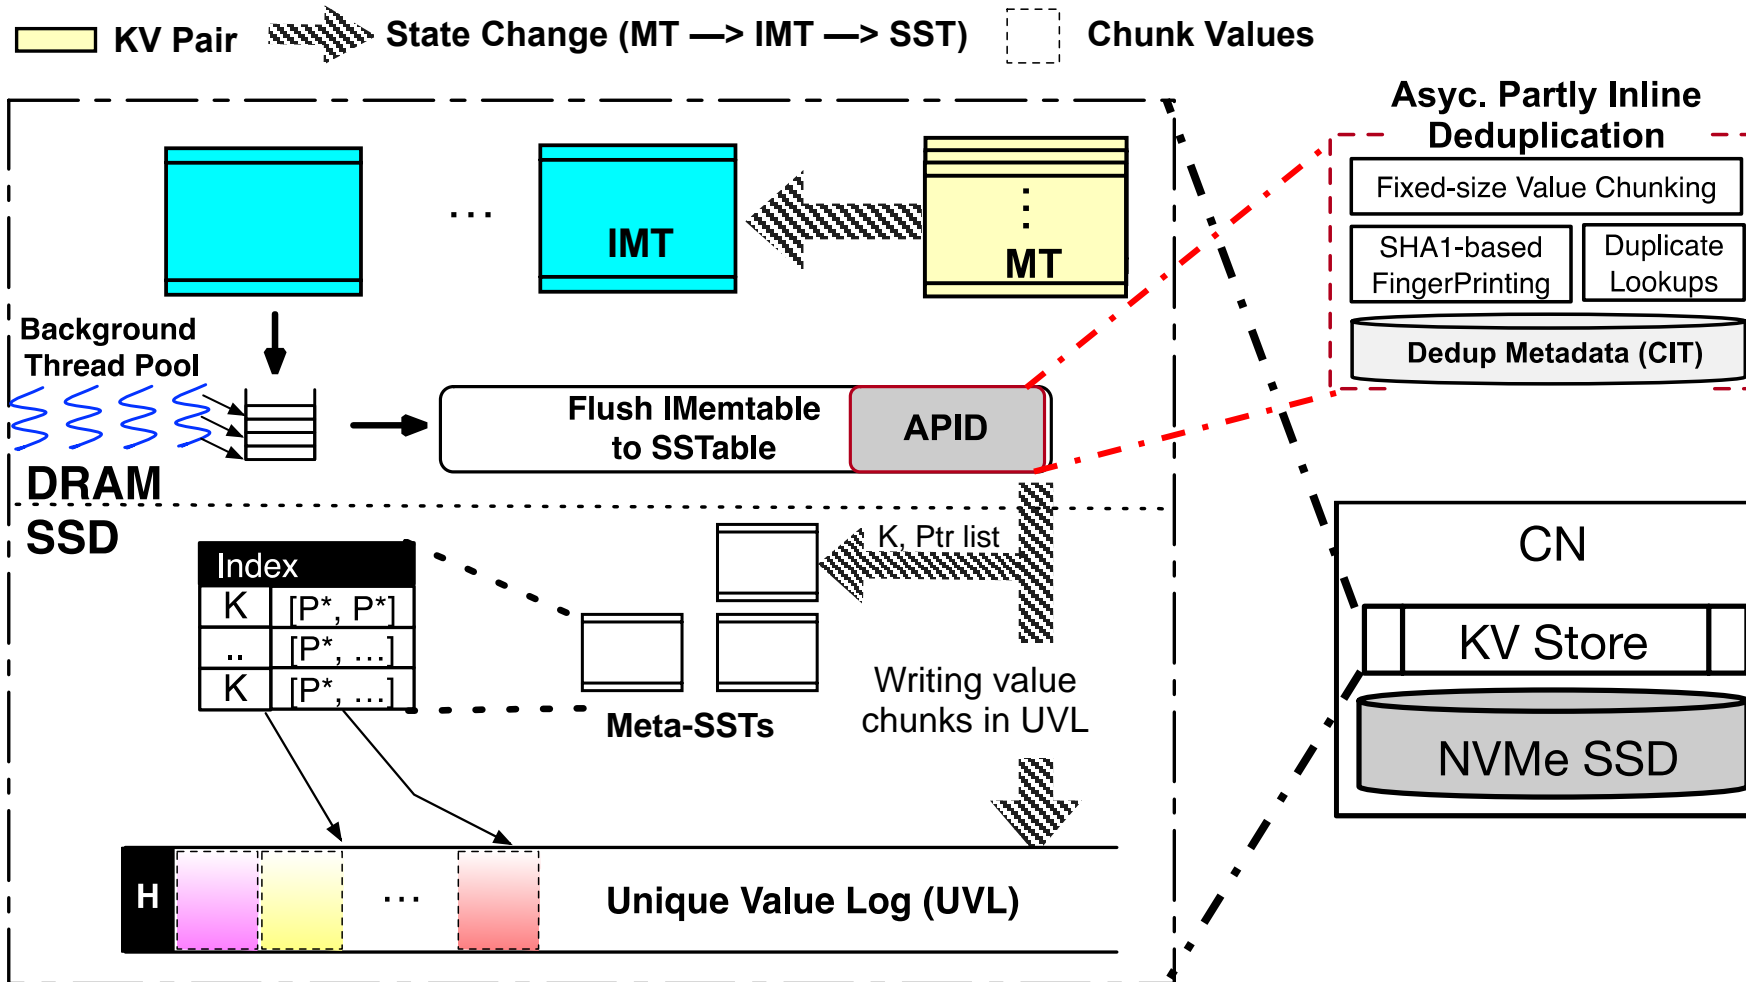 KV Pair
State Change (MT —> IMT —> SST)
Chunk Values
Asyc. Partly Inline
Deduplication
Fixed-size Value Chunking
SHA1-based
FingerPrinting
Duplicate
Lookups
Dedup Metadata (CIT)
...
IMT
⋮
MT
Background
Thread Pool
Flush IMemtable
to SSTable
APID
DRAM
SSD
K, Ptr list
Index
K [P*, P*]
.. [P*, ...]
K [P*, ...]
Meta-SSTs
Writing value
chunks in UVL
CN
KV Store
NVMe SSD
H
...
Unique Value Log (UVL)